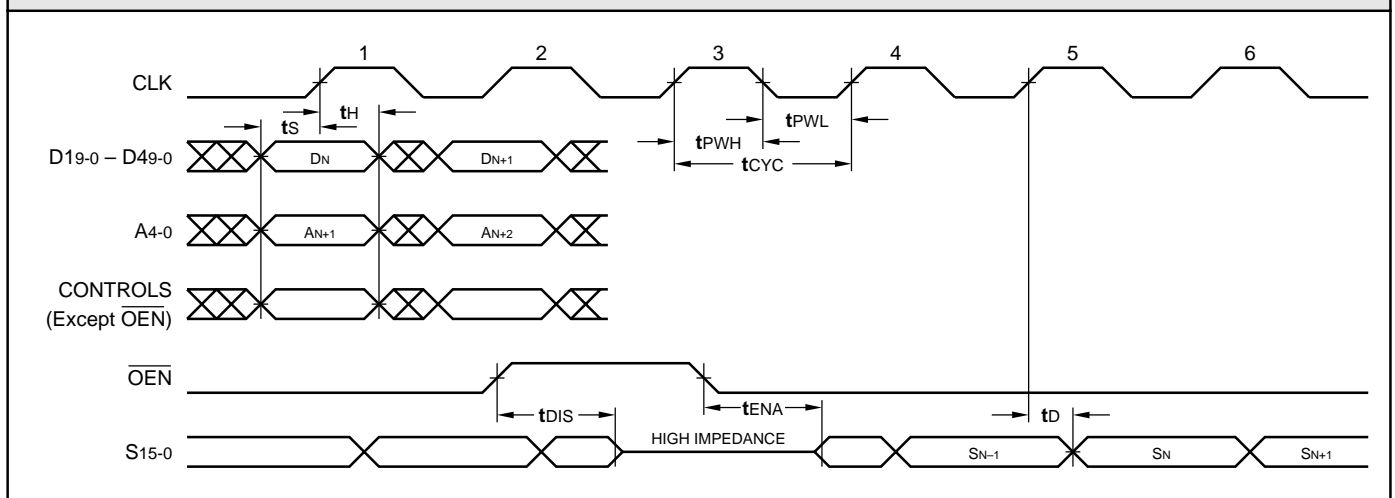 1 2 3 4 5 6
CLK
tS tH
tPWL
tPWH
tCYC
D19-0 – D49-0 DN DN+1
A4-0 AN+1 AN+2
CONTROLS
(Except OEN)
OEN
tDIS tENA tD
HIGH IMPEDANCE
S15-0 SN–1 SN SN+1